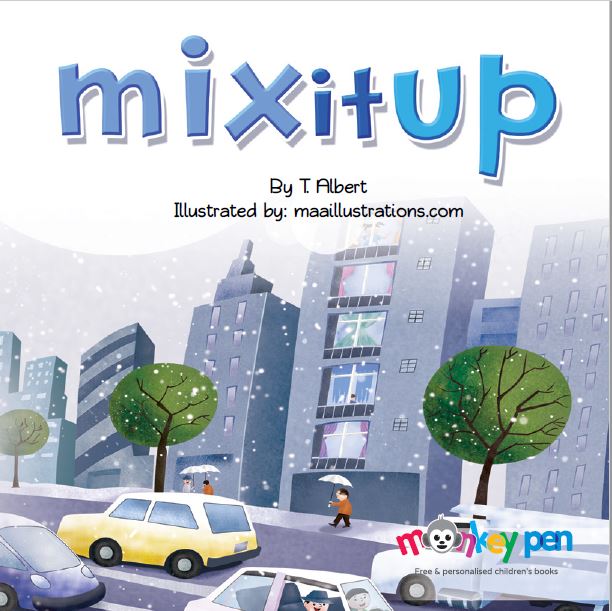 mixitup
By T. Albert
Illustrated by: maaillustrations.com
monkey pen
Free & personalised children's books